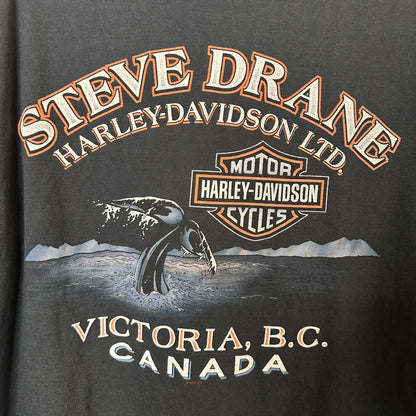 STEVE DRANE
HARLEY-DAVIDSON LTD.
MOTOR
HARLEY-DAVIDSON
CYCLES
VICTORIA, B.C.
CANADA